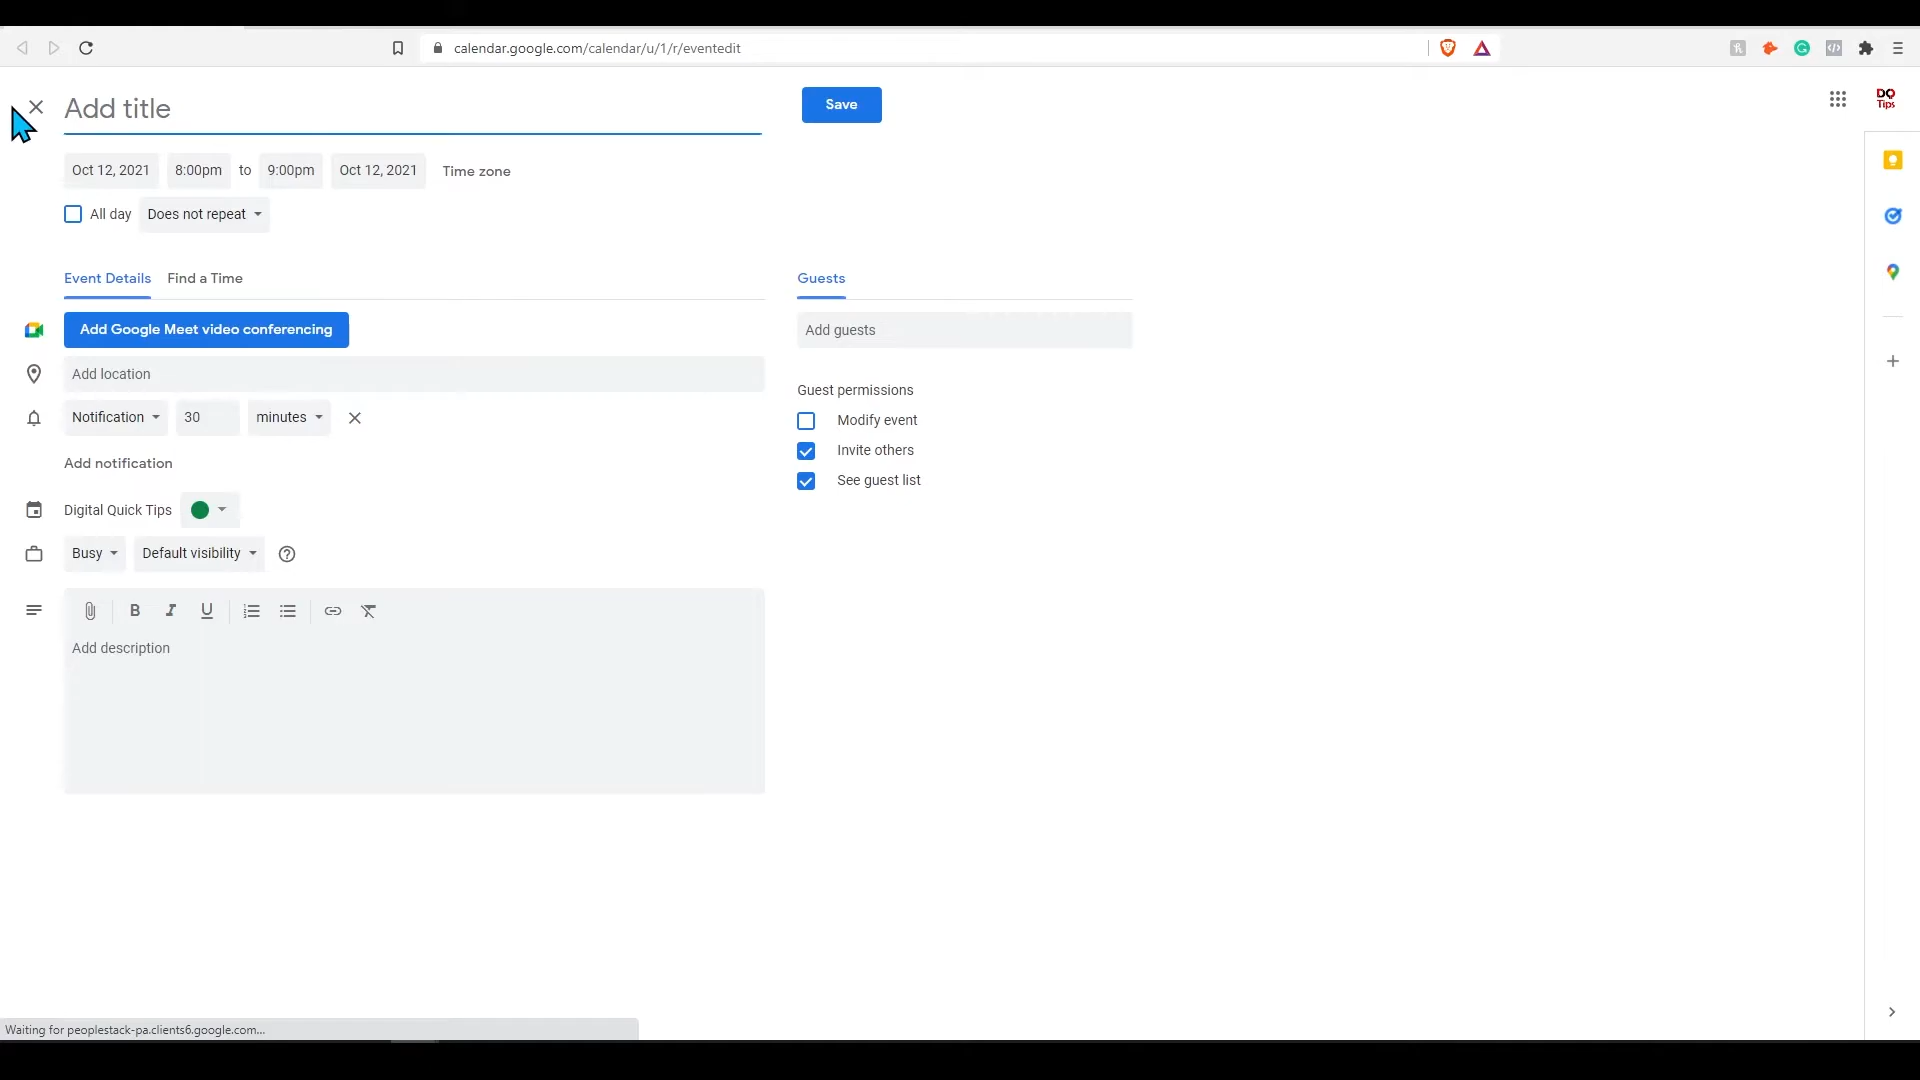 calendar.google.com/calendar/u/1/r/eventedit
Add title
Save
DQ
Tips
Oct 12, 2021 8:00pm to 9:00pm Oct 12, 2021 Time zone
All day Does not repeat
Event Details Find a Time
Guests
Add Google Meet video conferencing
Add guests
Add location
Guest permissions
Notification 30 minutes
Modify event
Invite others
Add notification
See guest list
Digital Quick Tips
Busy Default visibility
B I U
Add description
Waiting for peoplestack-pa.clients6.google.com...